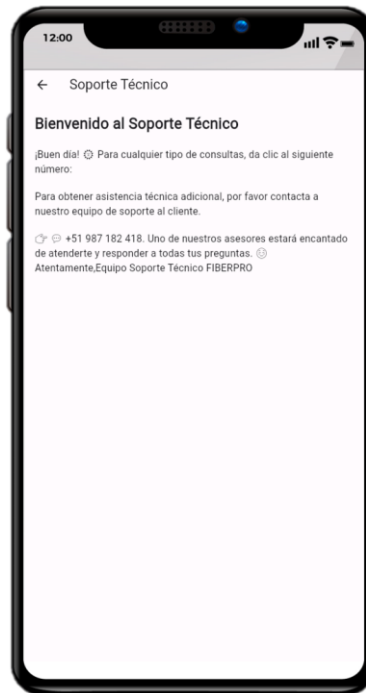 12:00
← Soporte Técnico
Bienvenido al Soporte Técnico
¡Buen día! ⚙ Para cualquier tipo de consultas, da clic al siguiente
número:
Para obtener asistencia técnica adicional, por favor contacta a
nuestro equipo de soporte al cliente.
👉 💬 +51 987 182 418. Uno de nuestros asesores estará encantado
de atenderte y responder a todas tus preguntas. 😊
Atentamente,Equipo Soporte Técnico FIBERPRO